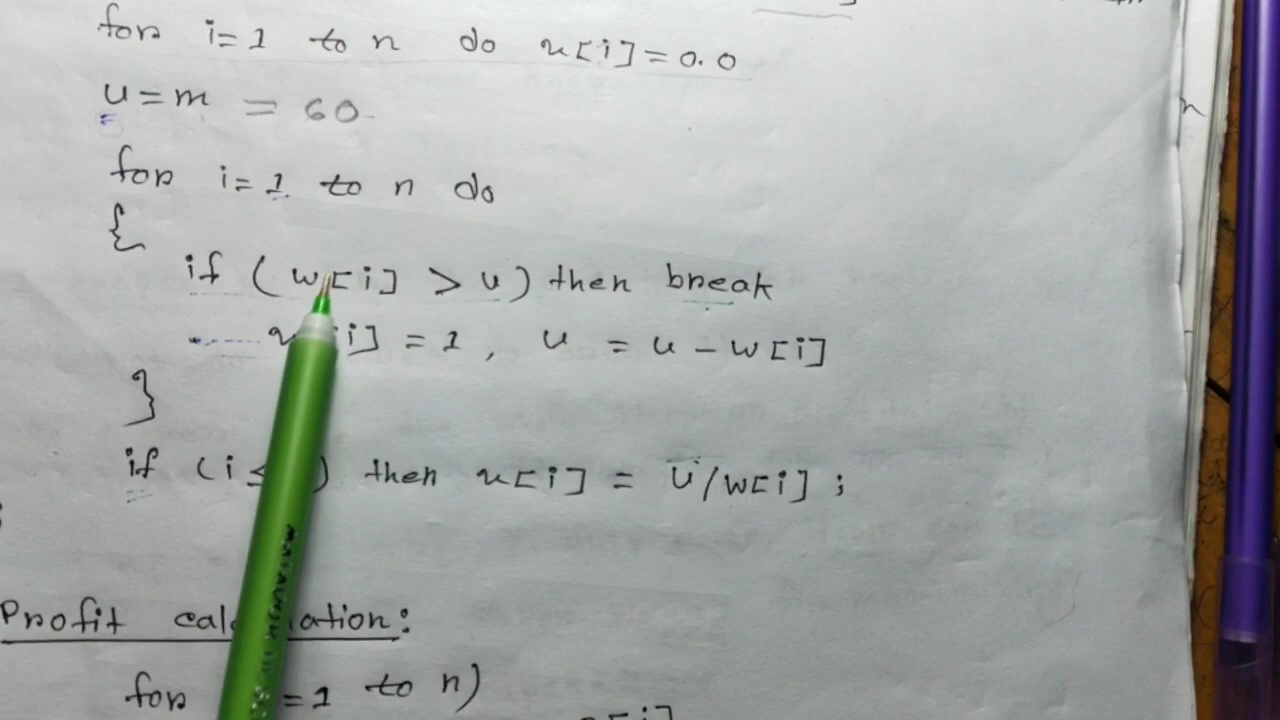 for i=1 to n do x[i]=0.0
u=m = 60
for i=1 to n do
{
if (w[i] > u) then break
x[i] = 1, u = u-w[i]
}
if (i≤ ) then x[i] = U/w[i] ;
Profit calculation:
for =1 to n)